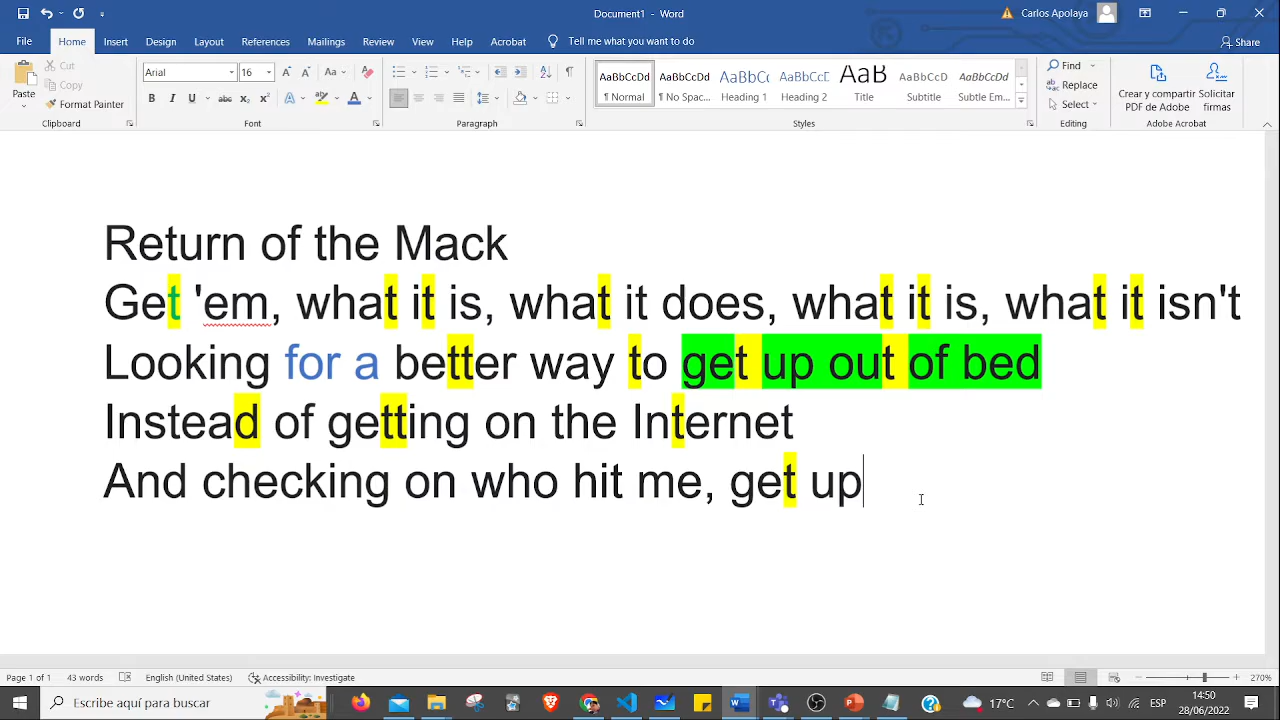 Document1 - Word
Carlos Apolaya
File Home Insert Design Layout References Mailings Review View Help Acrobat Tell me what you want to do Share
Paste
Cut
Copy
Format Painter
Clipboard
Arial 16
Font
Paragraph
AaBbCcDd AaBbCcDd AaBbCc AaBbCcE AaB AaBbCcD AaBbCcDd
¶ Normal ¶ No Spac... Heading 1 Heading 2 Title Subtitle Subtle Em...
Styles
Find
Replace
Select
Editing
Crear y compartir PDF de Adobe
Solicitar firmas
Adobe Acrobat
Return of the Mack
Get 'em, what it is, what it does, what it is, what it isn't
Looking for a better way to get up out of bed
Instead of getting on the Internet
And checking on who hit me, get up
Page 1 of 1 43 words English (United States) Accessibility: Investigate 270%
Escribe aquí para buscar
17°C
ESP
14:50
28/06/2022